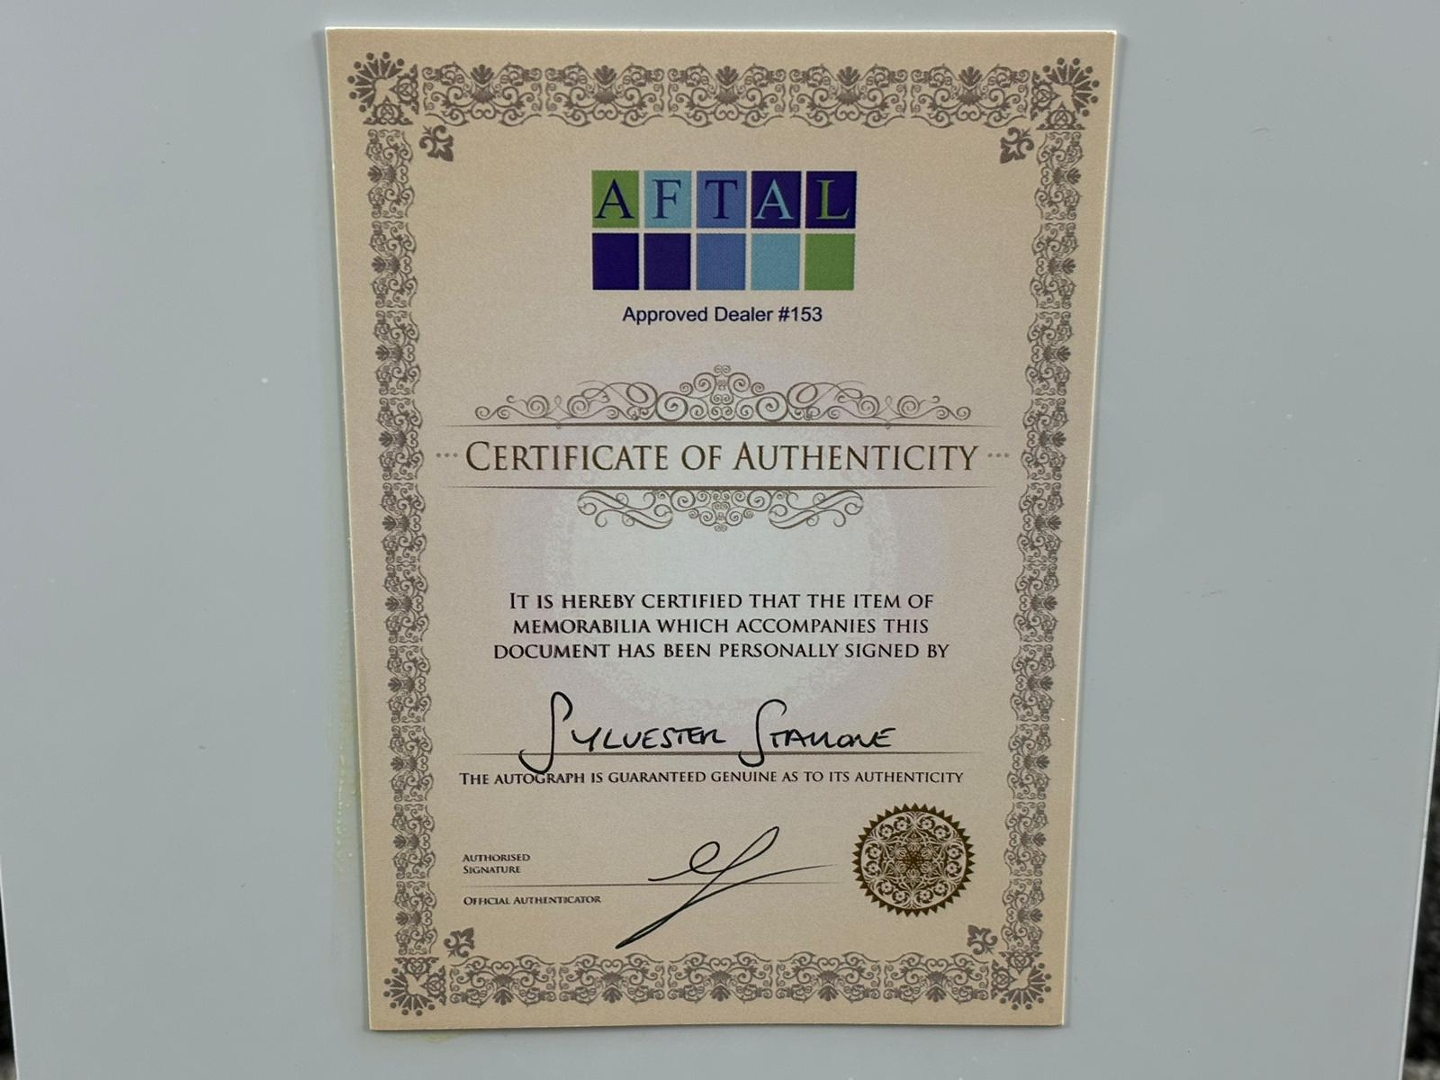 AFTAL
Approved Dealer #153
CERTIFICATE OF AUTHENTICITY
IT IS HEREBY CERTIFIED THAT THE ITEM OF
MEMORABILIA WHICH ACCOMPANIES THIS
DOCUMENT HAS BEEN PERSONALLY SIGNED BY
SYLVESTER STALLONE
THE AUTOGRAPH IS GUARANTEED GENUINE AS TO ITS AUTHENTICITY
AUTHORISED
SIGNATURE
OFFICIAL AUTHENTICATOR